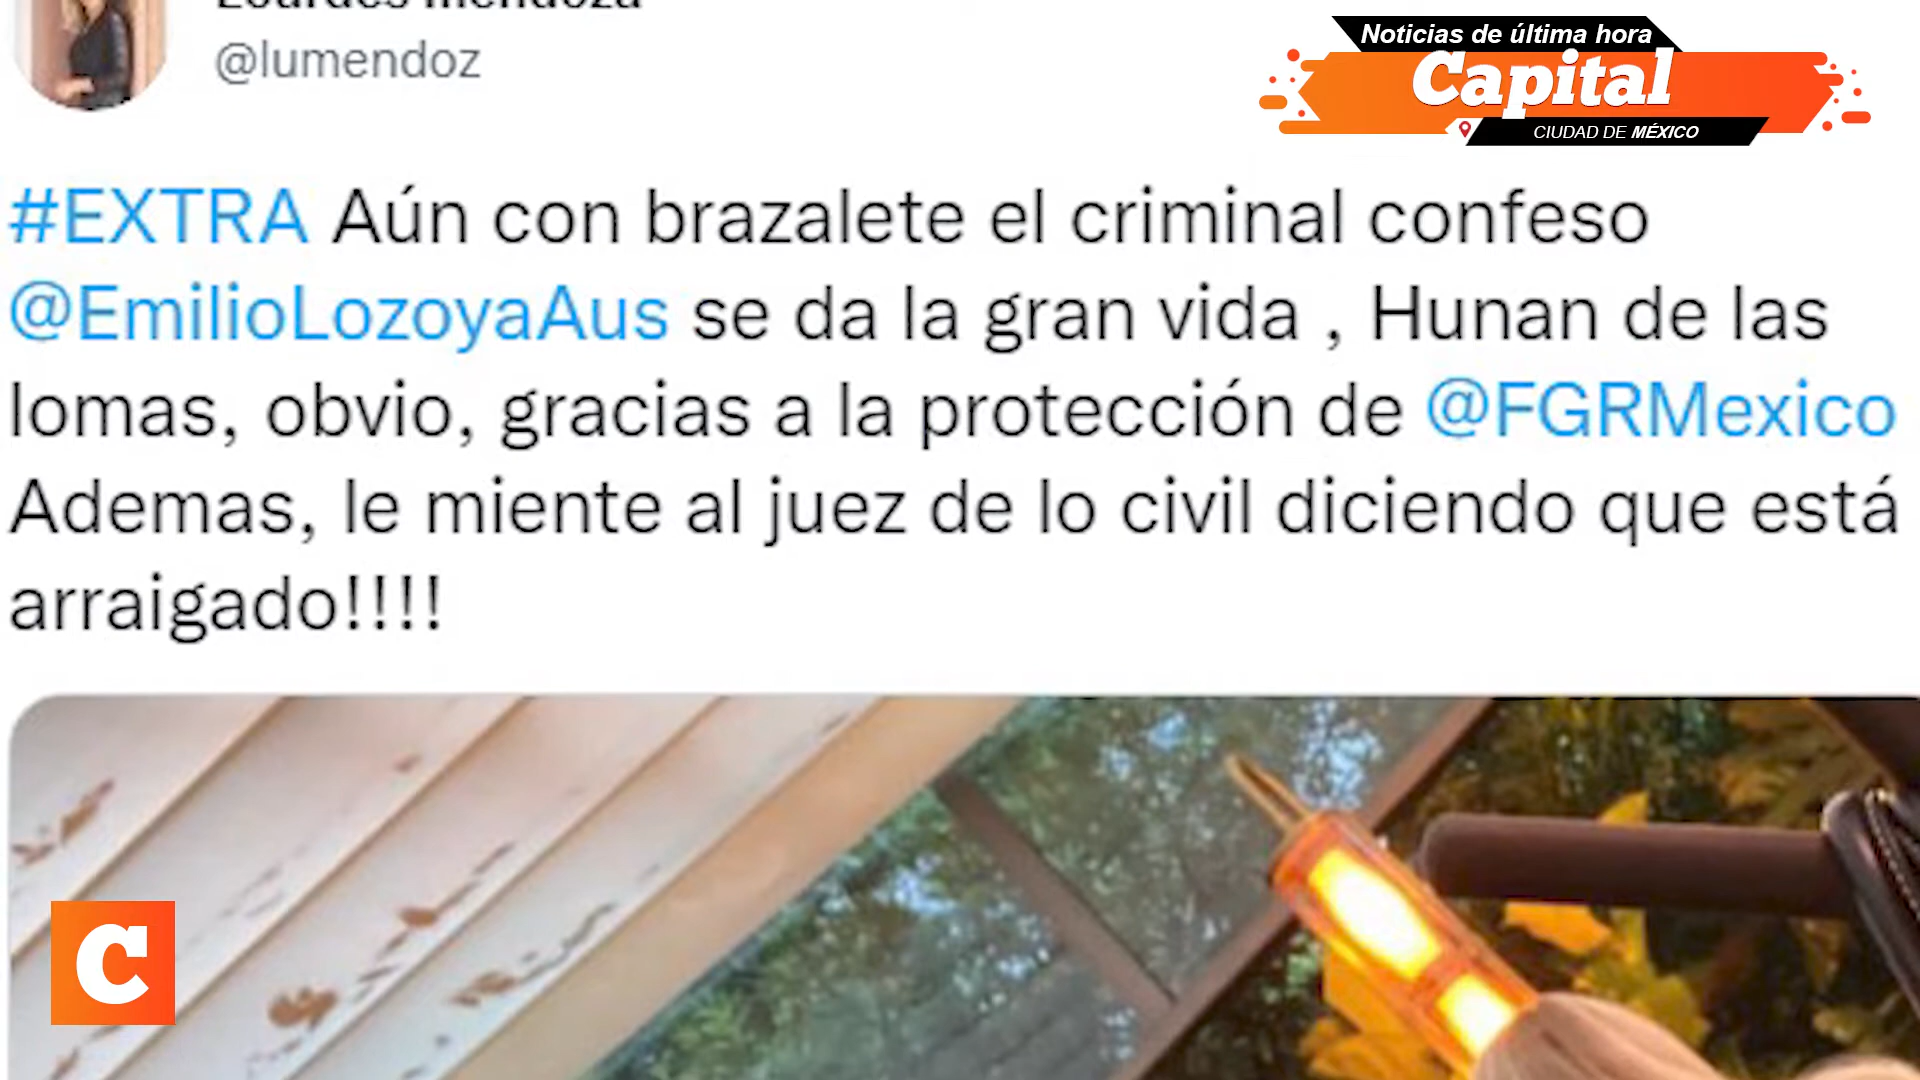 Lourdes Mendoza
@lumendoz
Noticias de última hora
Capital
CIUDAD DE MÉXICO
#EXTRA Aún con brazalete el criminal confeso
@EmilioLozoyaAus se da la gran vida , Hunan de las
lomas, obvio, gracias a la protección de @FGRMexico
Ademas, le miente al juez de lo civil diciendo que está
arraigado!!!!
C